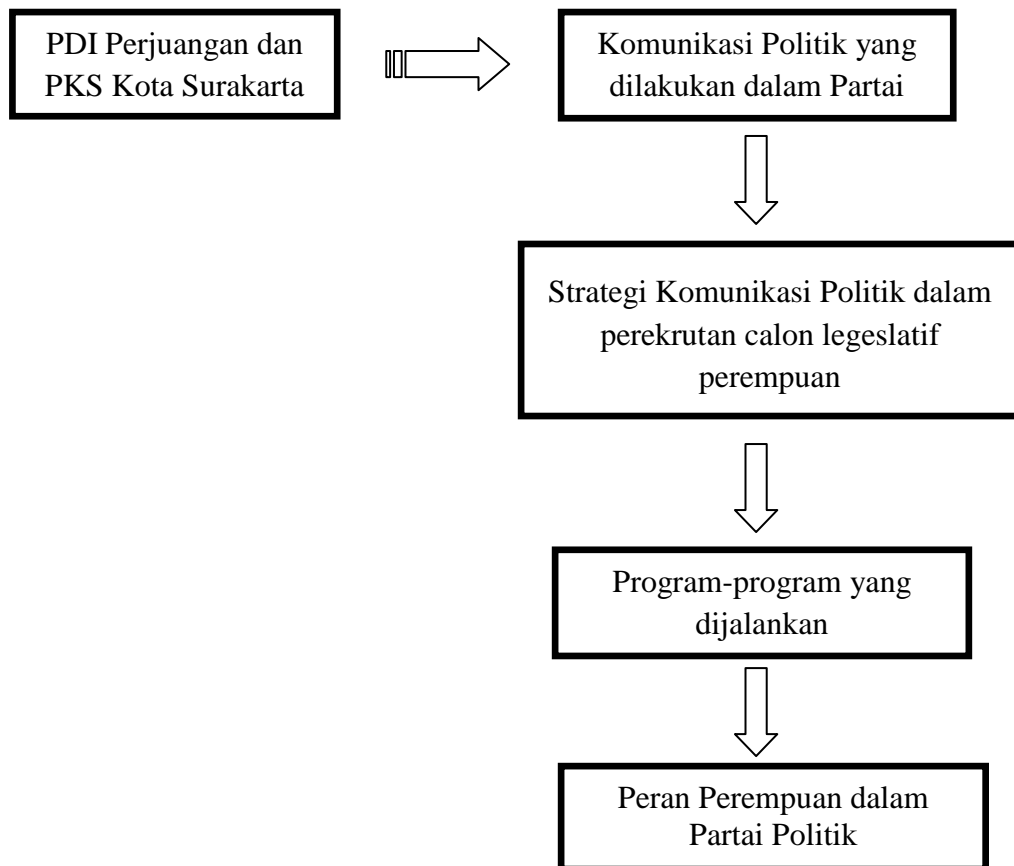 PDI Perjuangan dan
PKS Kota Surakarta
Komunikasi Politik yang
dilakukan dalam Partai
Strategi Komunikasi Politik dalam
perekrutan calon legeslatif
perempuan
Program-program yang
dijalankan
Peran Perempuan dalam
Partai Politik